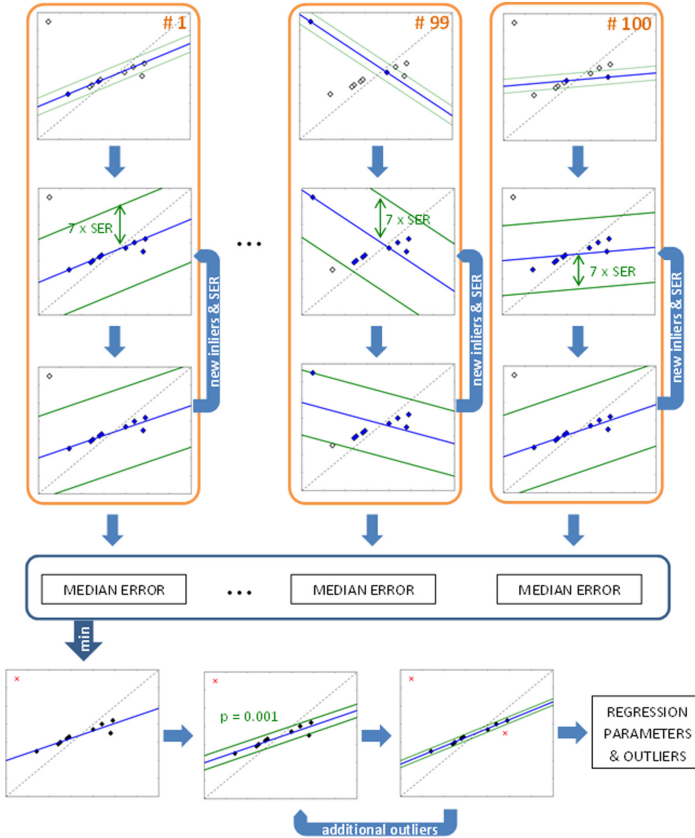 # 1
# 99
# 100
7 x SER
new inliers & SER
...
7 x SER
new inliers & SER
7 x SER
new inliers & SER
MEDIAN ERROR
...
MEDIAN ERROR
MEDIAN ERROR
min
p = 0.001
REGRESSION
PARAMETERS
& OUTLIERS
additional outliers